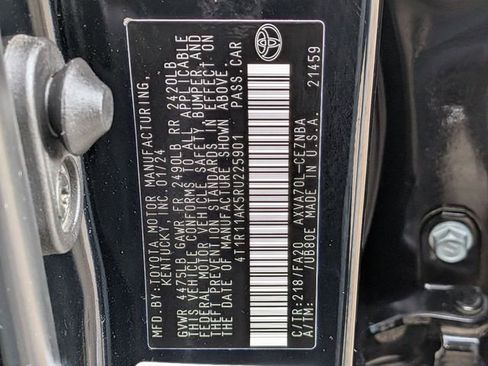 MFD.BY:TOYOTA MOTOR MANUFACTURING,
KENTUCKY, INC. 01/24
GVWR 4475LB GAWR FR 2490LB RR 2420LB
THIS VEHICLE CONFORMS TO ALL APPLICABLE
FEDERAL MOTOR VEHICLE SAFETY, BUMPER, AND
THEFT PREVENTION STANDARDS IN EFFECT ON
THE DATE OF MANUFACTURE SHOWN ABOVE.
4T1R11AK5RU225901 PASS.CAR
C/TR:218/FA20 AXVA70L-CEZNBA
A/TM: /UB80E MADE IN U.S.A. 21459